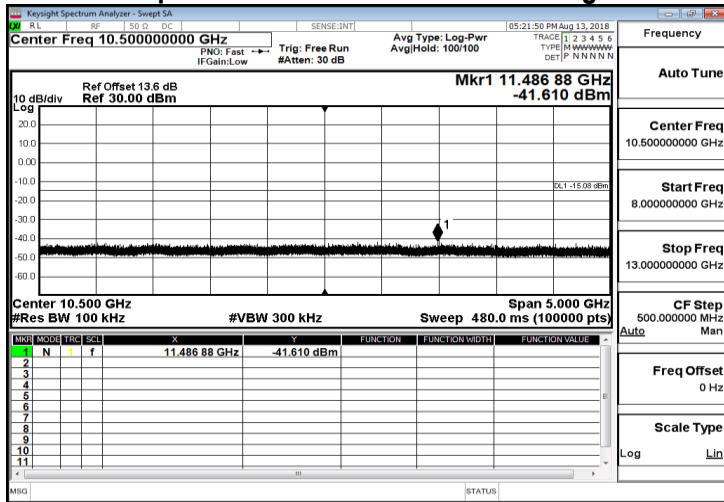 Keysight Spectrum Analyzer - Swept SA
LXI RL RF 50 Ω DC SENSE:INT 05:21:50 PM Aug 13, 2018
Center Freq 10.500000000 GHz
PNO: Fast
IFGain:Low
Trig: Free Run
#Atten: 30 dB
Avg Type: Log-Pwr
Avg|Hold: 100/100
TRACE 1 2 3 4 5 6
TYPE M WWWWW
DET P NNNNN
Ref Offset 13.6 dB
10 dB/div Ref 30.00 dBm
Log
Mkr1 11.486 88 GHz
-41.610 dBm
20.0
10.0
0.00
-10.0
DL1 -15.08 dBm
-20.0
-30.0
1
-40.0
-50.0
-60.0
Center 10.500 GHz Span 5.000 GHz
#Res BW 100 kHz #VBW 300 kHz Sweep 480.0 ms (100000 pts)
MKR MODE TRC SCL X Y FUNCTION FUNCTION WIDTH FUNCTION VALUE
1 N 1 f 11.486 88 GHz -41.610 dBm
2
3
4
5
6
7
8
9
10
11
MSG STATUS
Frequency
Auto Tune
Center Freq
10.500000000 GHz
Start Freq
8.000000000 GHz
Stop Freq
13.000000000 GHz
CF Step
500.000000 MHz
Auto Man
Freq Offset
0 Hz
Scale Type
Log Lin